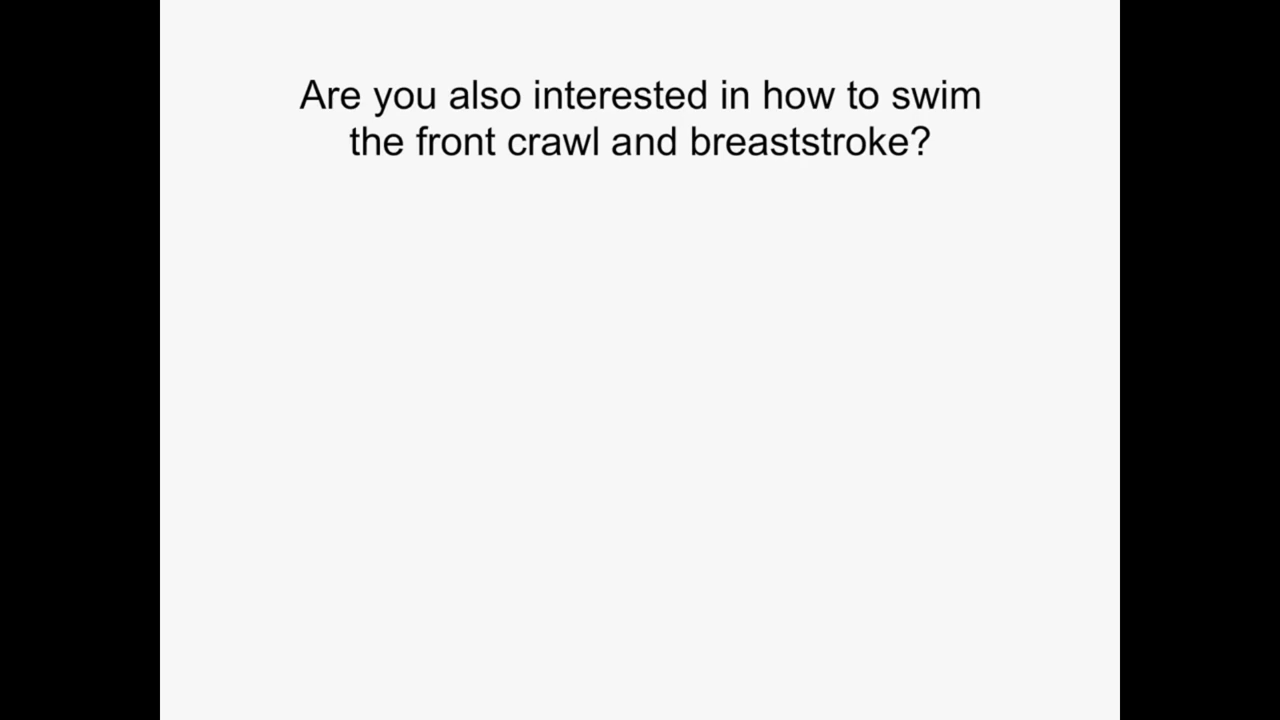 Are you also interested in how to swim
the front crawl and breaststroke?